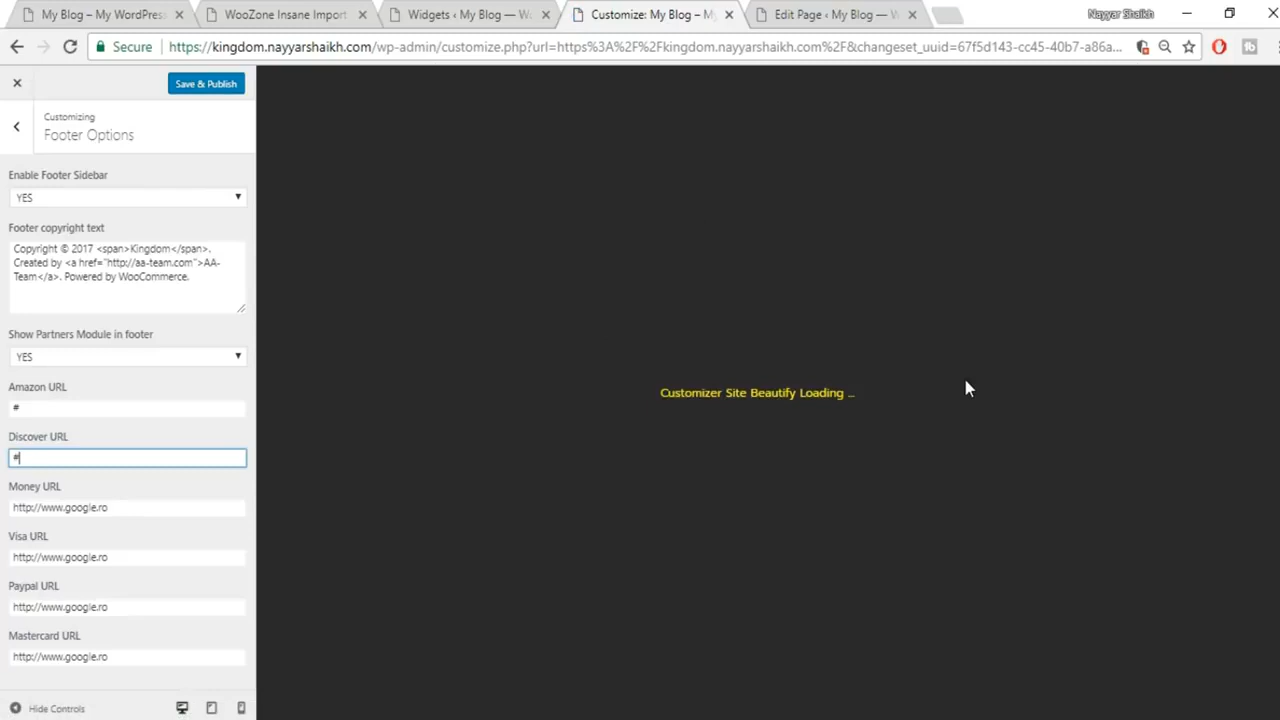 My Blog – My WordPress
WooZone Insane Import
Widgets ‹ My Blog — W
Customize: My Blog – M
Edit Page ‹ My Blog — W
Nayyar Shaikh
Secure
https://kingdom.nayyarshaikh.com/wp-admin/customize.php?url=https%3A%2F%2Fkingdom.nayyarshaikh.com%2F&changeset_uuid=67f5d143-cc45-40b7-a86a...
Save & Publish
Customizing
Footer Options
Enable Footer Sidebar
YES
Footer copyright text
Copyright © 2017 <span>Kingdom</span>.
Created by <a href="http://aa-team.com">AA-
Team</a>. Powered by WooCommerce.
Show Partners Module in footer
YES
Amazon URL
#
Discover URL
#
Money URL
http://www.google.ro
Visa URL
http://www.google.ro
Paypal URL
http://www.google.ro
Mastercard URL
http://www.google.ro
Hide Controls
Customizer Site Beautify Loading ...